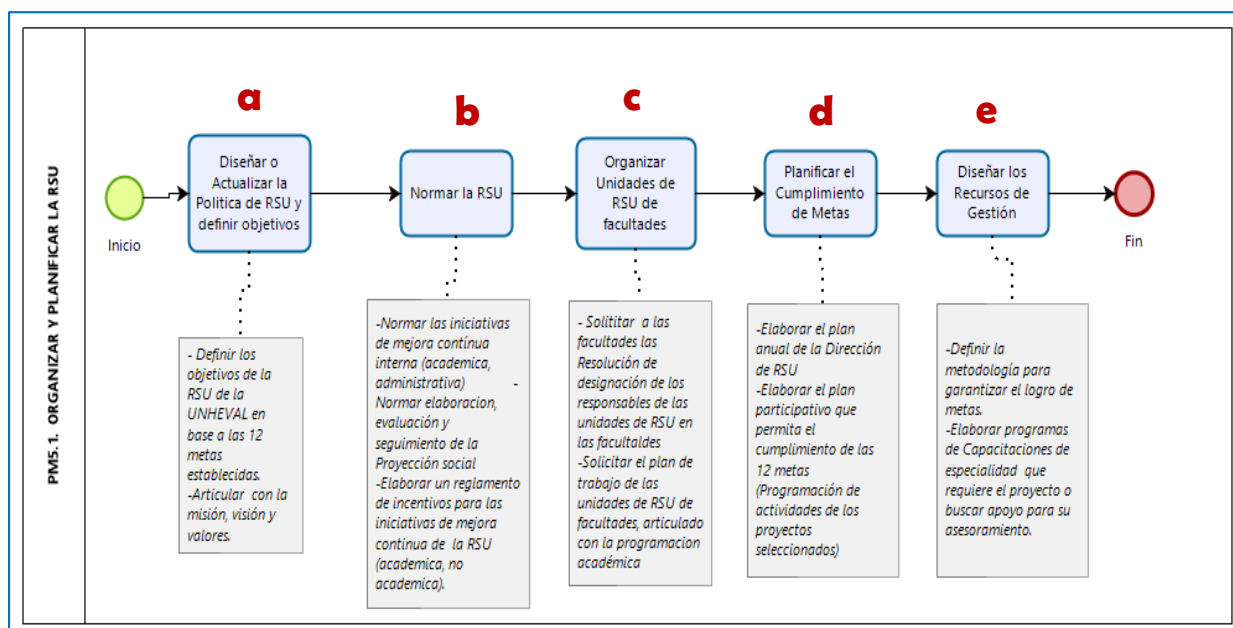 PM5.1. ORGANIZAR Y PLANIFICAR LA RSU
a
b
c
d
e
Inicio
Diseñar o
Actualizar la
Política de RSU y
definir objetivos
Normar la RSU
Organizar
Unidades de
RSU de
facultades
Planificar el
Cumplimiento
de Metas
Diseñar los
Recursos de
Gestión
Fin
- Definir los
objetivos de la
RSU de la
UNHEVAL en
base a las 12
metas
establecidas.
-Articular con la
misión, visión y
valores.
-Normar las iniciativas
de mejora contínua
interna (academica,
administrativa) -
Normar elaboracion,
evaluación y
seguimiento de la
Proyección social
-Elaborar un reglamento
de incentivos para las
iniciativas de mejora
continua de la RSU
(academica, no
academica).
- Solititar a las
facultades las
Resolución de
designación de los
responsables de las
unidades de RSU en
las facultaldes
-Solicitar el plan de
trabajo de las
unidades de RSU de
facultades, articulado
con la programacion
académica
-Elaborar el plan
anual de la Dirección
de RSU
-Elaborar el plan
participativo que
permita el
cumplimiento de las
12 metas
(Programación de
actividades de los
proyectos
seleccionados)
-Definir la
metodología para
garantizar el logro de
metas.
-Elaborar programas
de Capacitaciones de
especialidad que
requiere el proyecto o
buscar apoyo para su
asesoramiento.